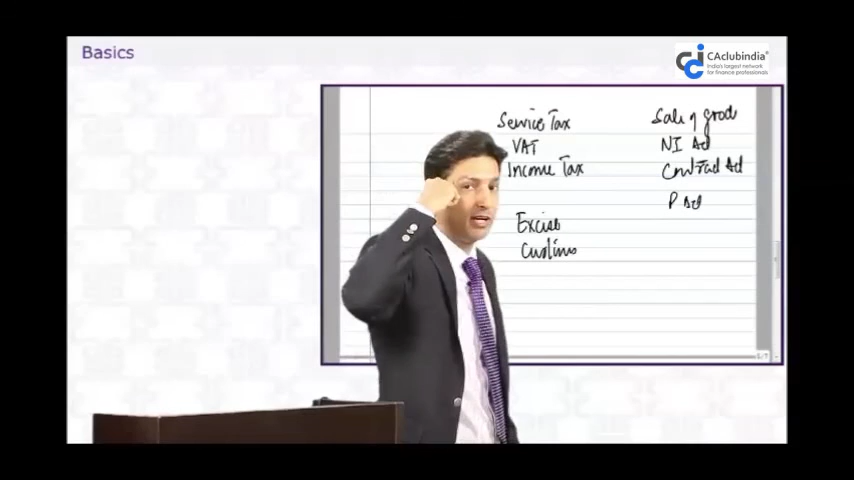 Basics
CAclubindia®
India's largest network
for finance professionals
Service Tax
VAT
Income Tax
Excise
Customs
Sale of goods
NI Act
Contract Act
P Act